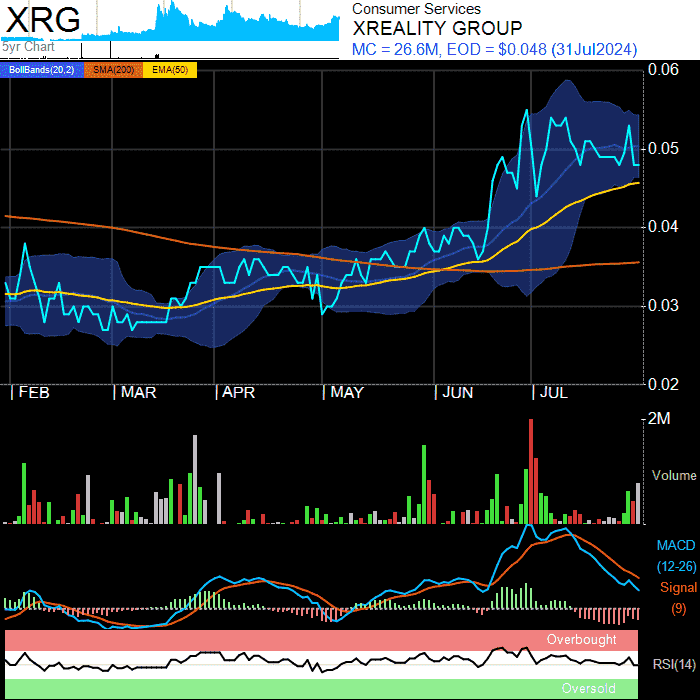 XRG
5yr Chart
Consumer Services
XREALITY GROUP
MC = 26.6M, EOD = $0.048 (31Jul2024)
BollBands(20,2) SMA(200) EMA(50)
0.06
0.05
0.04
0.03
0.02
FEB MAR APR MAY JUN JUL
2M
Volume
MACD
(12-26)
Signal
(9)
Overbought
RSI(14)
Oversold